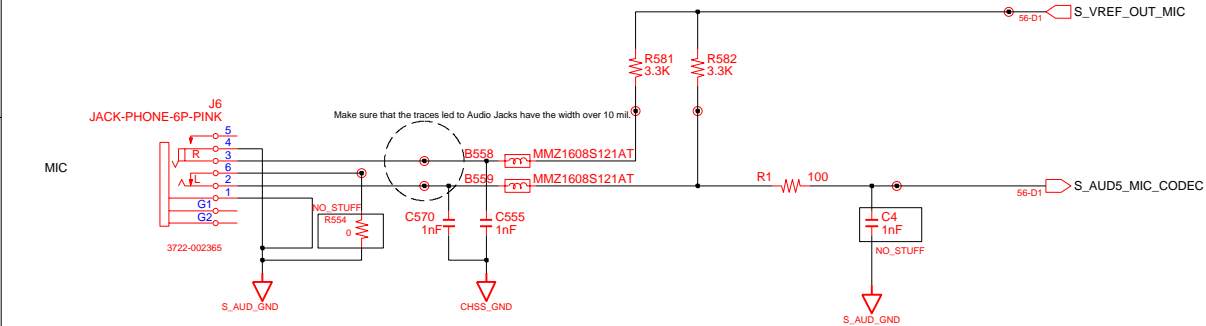 56-D1
S_VREF_OUT_MIC
R581
3.3K
R582
3.3K
J6
JACK-PHONE-6P-PINK
Make sure that the traces led to Audio Jacks have the width over 10 mil.
MIC
5
4
R
3
6
L
2
1
G1
G2
3722-002365
B558
MMZ1608S121AT
B559
MMZ1608S121AT
R1
100
56-D1
S_AUD5_MIC_CODEC
NO_STUFF
R554
0
C570
1nF
C555
1nF
C4
1nF
NO_STUFF
S_AUD_GND
CHSS_GND
S_AUD_GND